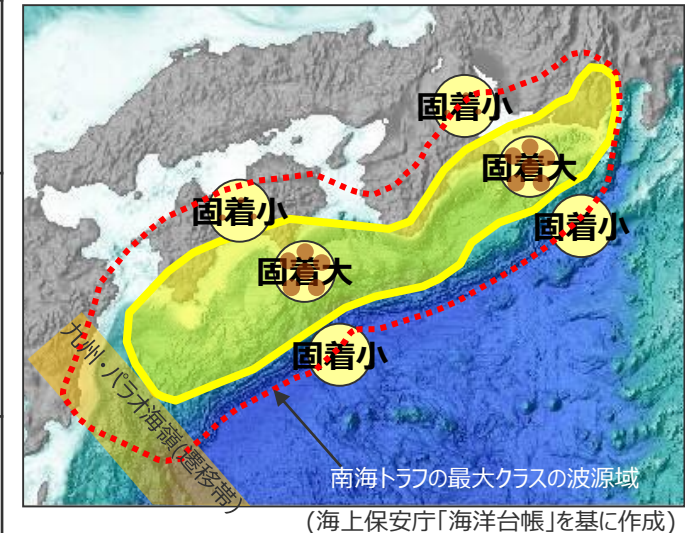 固着小
固着大
固着小
固着小
固着大
固着小
九州・パラオ海嶺(遷移帯)
南海トラフの最大クラスの波源域
(海上保安庁「海洋台帳」を基に作成)